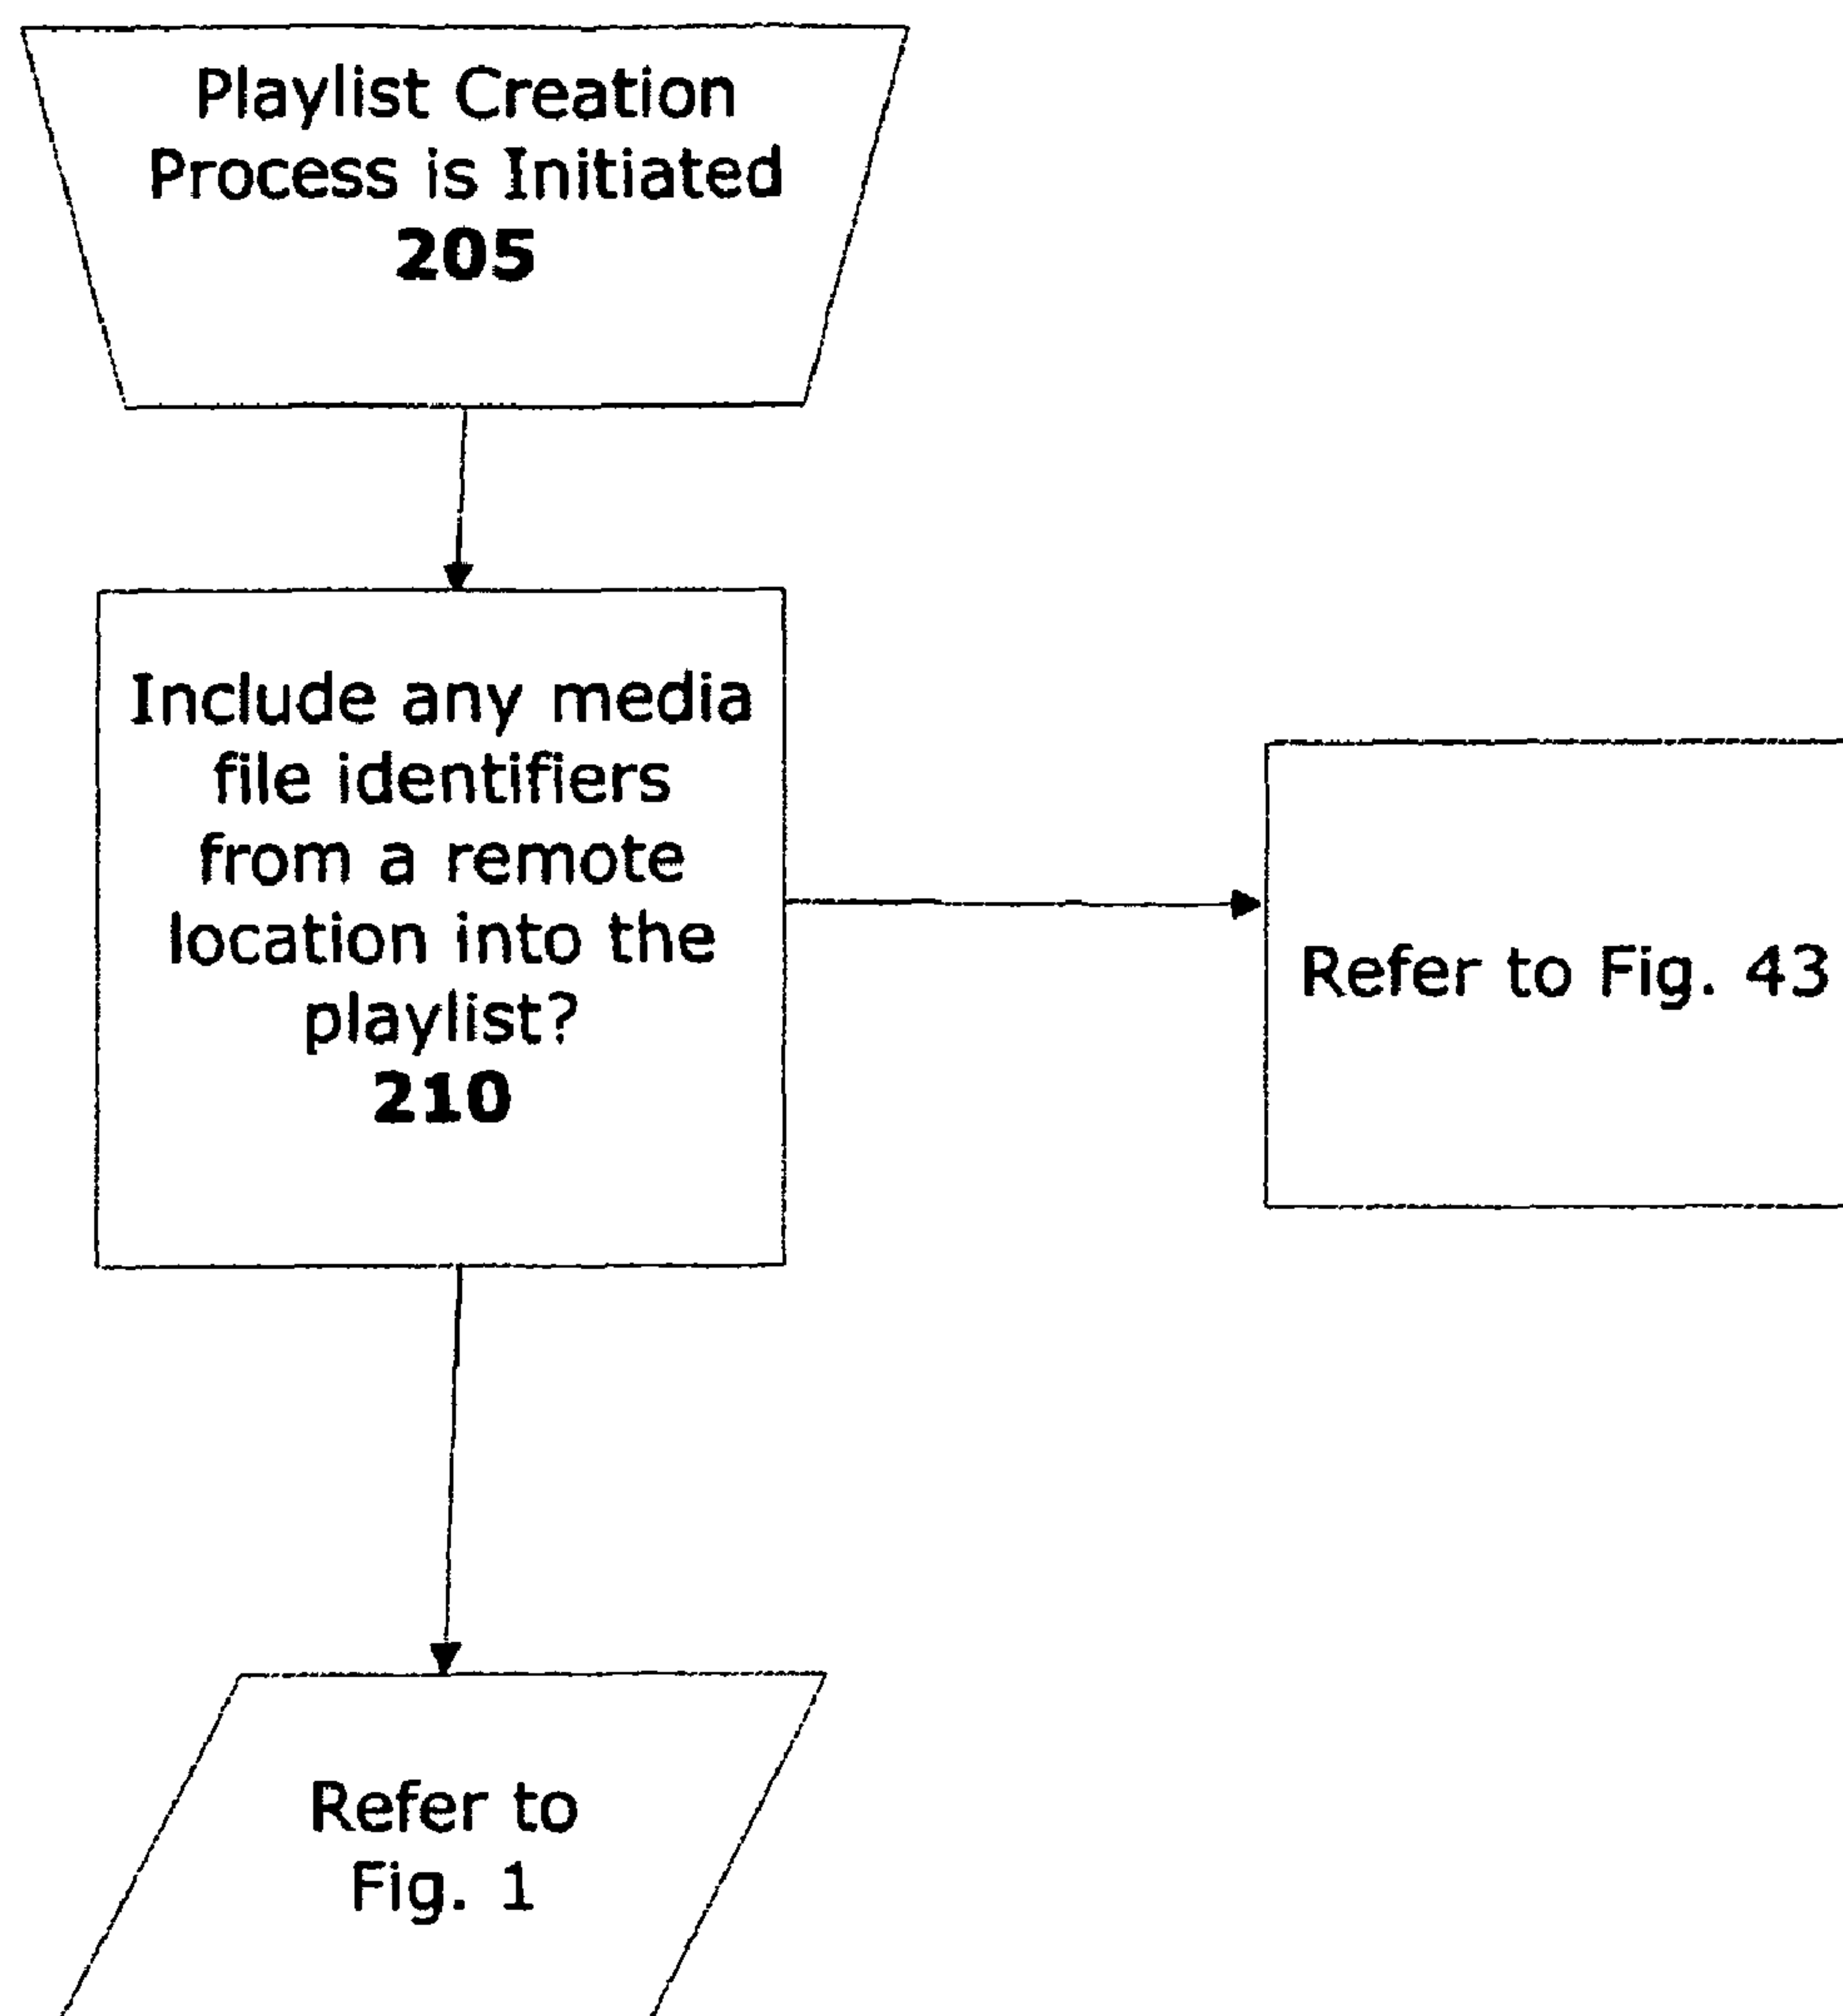 Playlist Creation
Process is Initiated
205
Include any media
file identifiers
from a remote
location into the
playlist?
210
Refer to Fig. 43
Refer to
Fig. 1